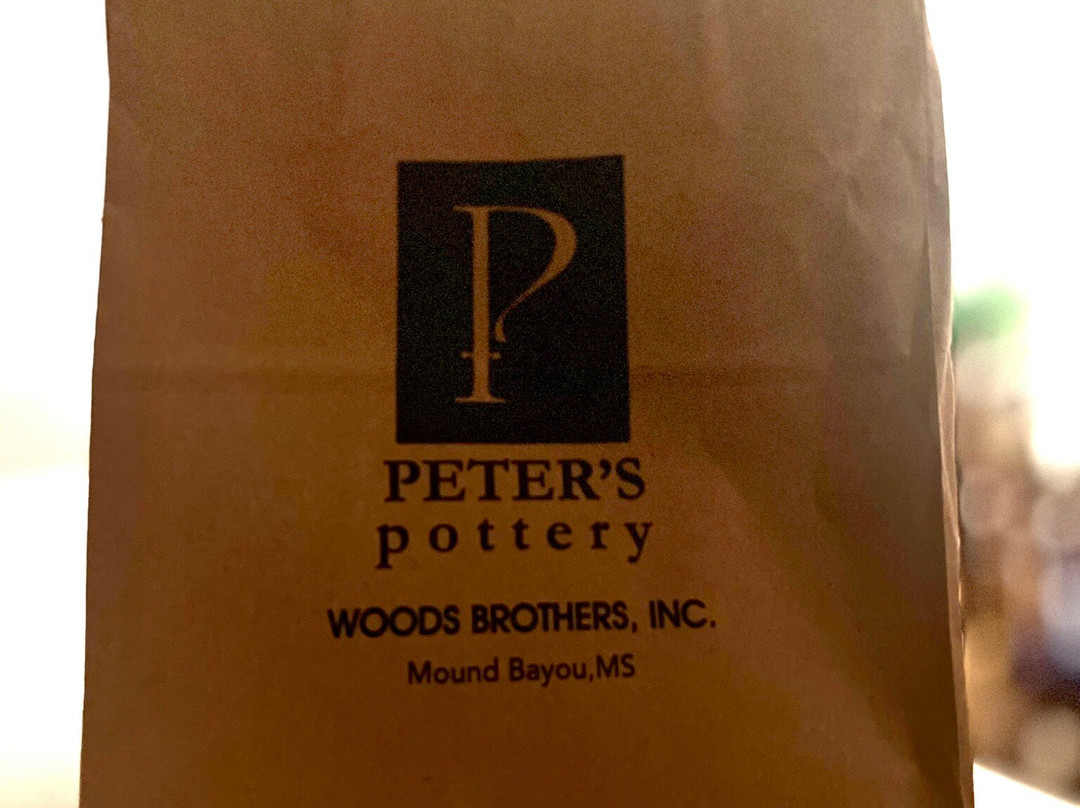 P
PETER'S
pottery
WOODS BROTHERS, INC.
Mound Bayou,MS